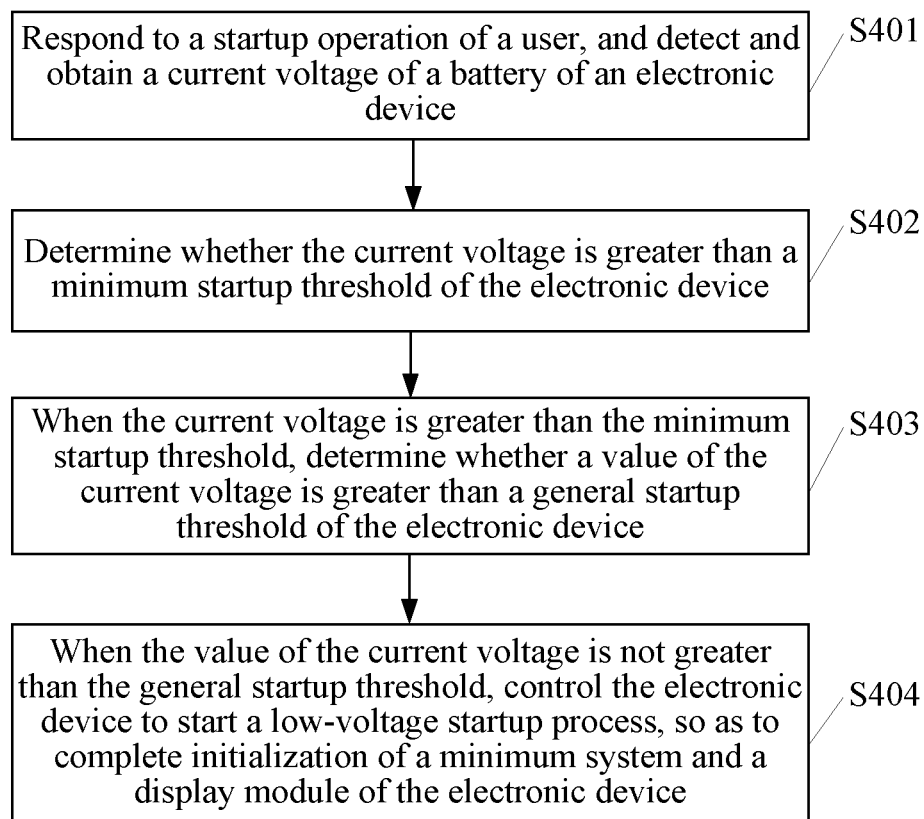 Respond to a startup operation of a user, and detect and
obtain a current voltage of a battery of an electronic
device
S401
Determine whether the current voltage is greater than a
minimum startup threshold of the electronic device
S402
When the current voltage is greater than the minimum
startup threshold, determine whether a value of the
current voltage is greater than a general startup
threshold of the electronic device
S403
When the value of the current voltage is not greater
than the general startup threshold, control the electronic
device to start a low-voltage startup process, so as to
complete initialization of a minimum system and a
display module of the electronic device
S404